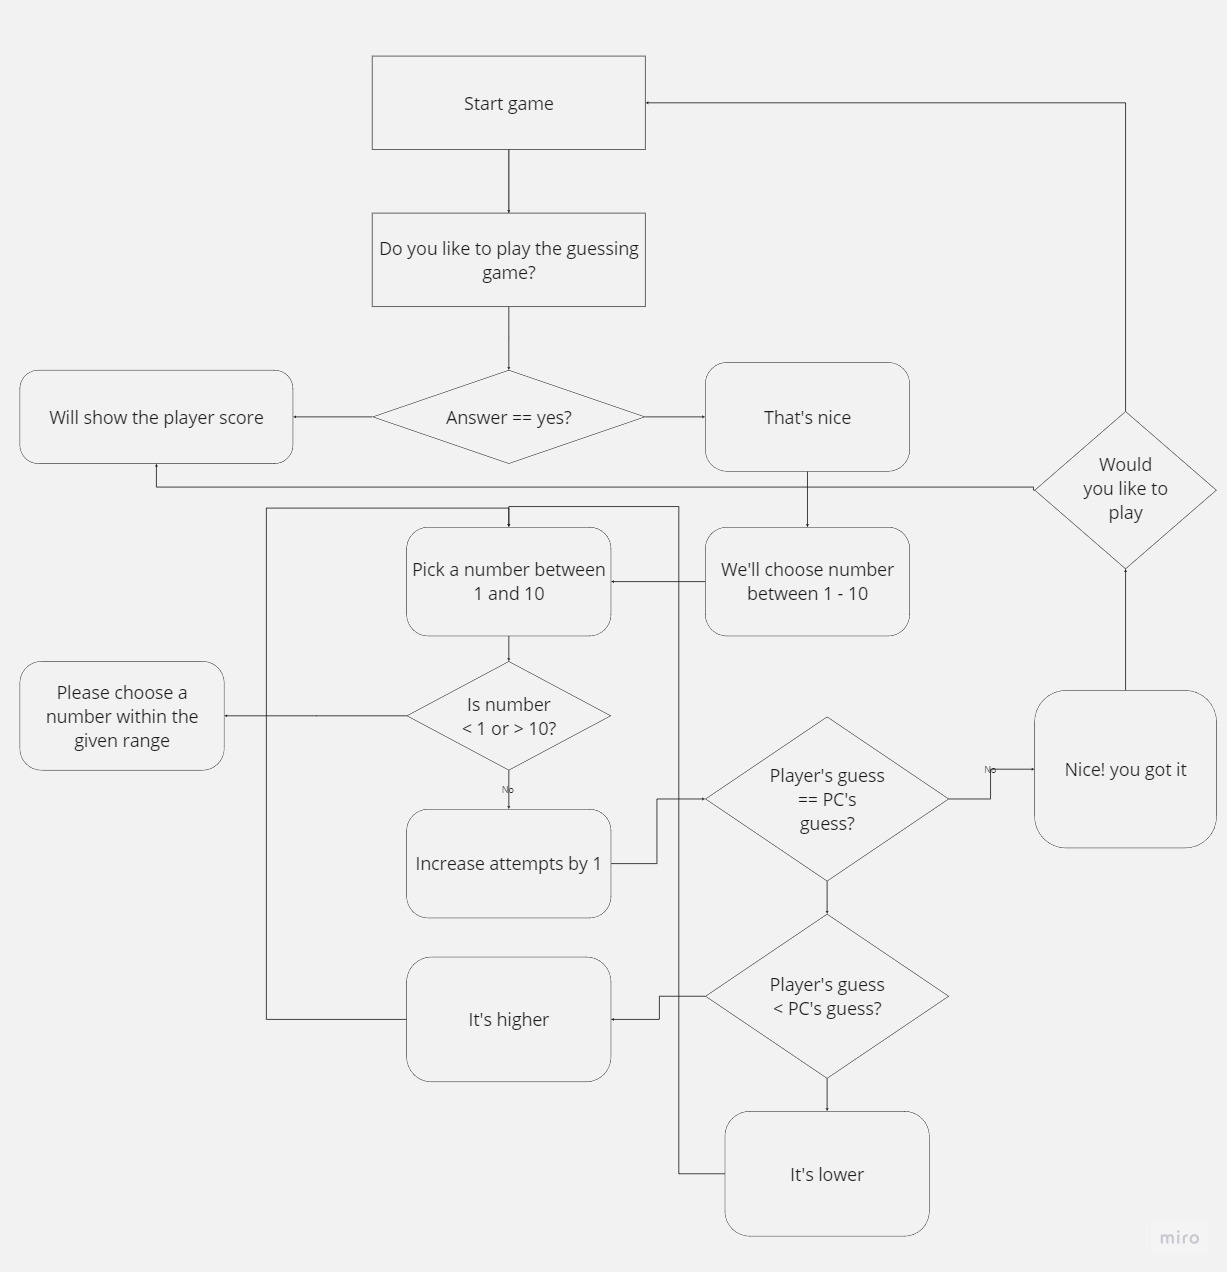 Start game
Do you like to play the guessing
game?
Will show the player score
Answer == yes?
That's nice
Would
you like to
play
Pick a number between
1 and 10
We'll choose number
between 1 - 10
Please choose a
number within the
given range
Is number
< 1 or > 10?
No
Player's guess
== PC's
guess?
No
Nice! you got it
Increase attempts by 1
Player's guess
< PC's guess?
It's higher
It's lower
miro